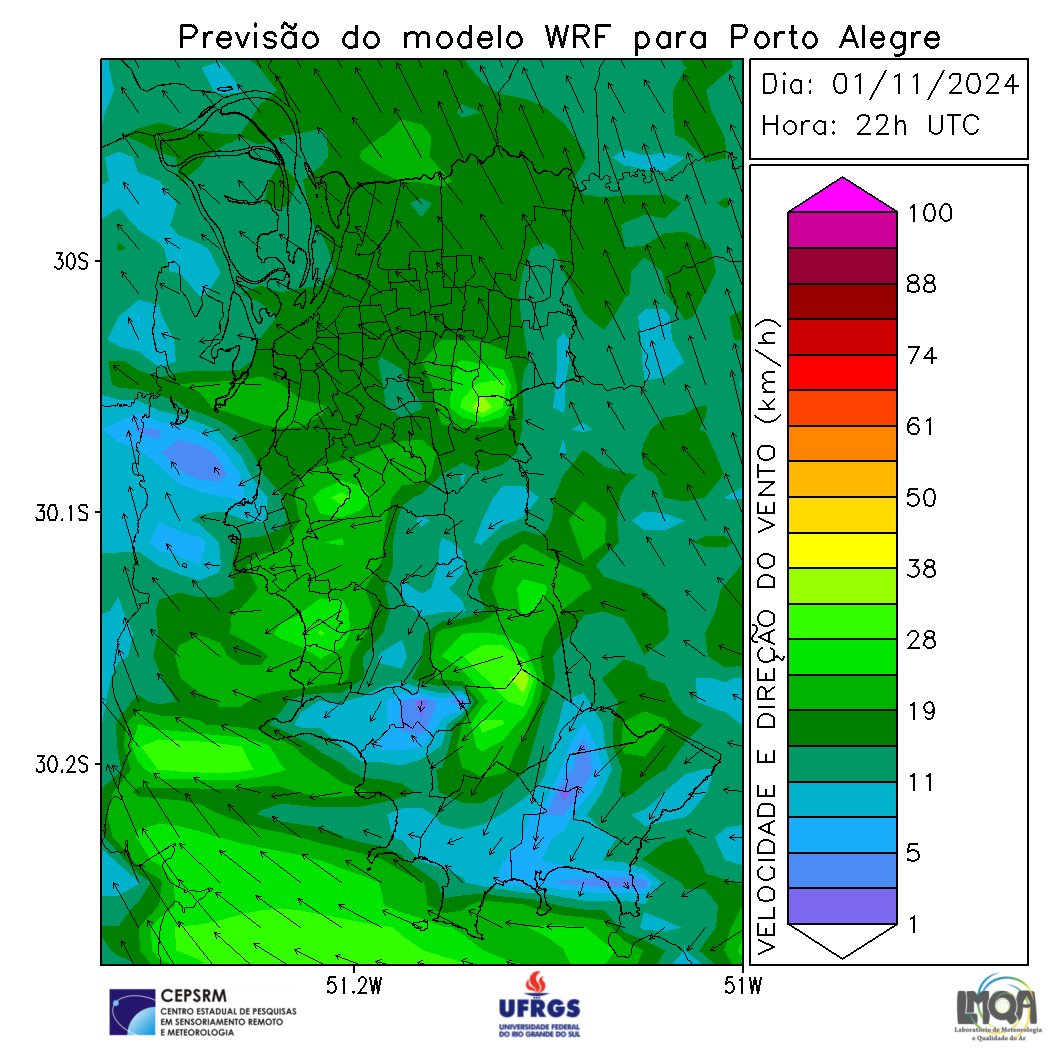 Previsão do modelo WRF para Porto Alegre
Dia: 01/11/2024
Hora: 22h UTC
30S
30.1S
30.2S
51.2W
51W
VELOCIDADE E DIREÇÃO DO VENTO (km/h)
100
88
74
61
50
38
28
19
11
5
1
CEPSRM
CENTRO ESTADUAL DE PESQUISAS
EM SENSORIAMENTO REMOTO
E METEOROLOGIA
UFRGS
UNIVERSIDADE FEDERAL
DO RIO GRANDE DO SUL
LMQA
Laboratório de Meteorologia
e Qualidade do Ar